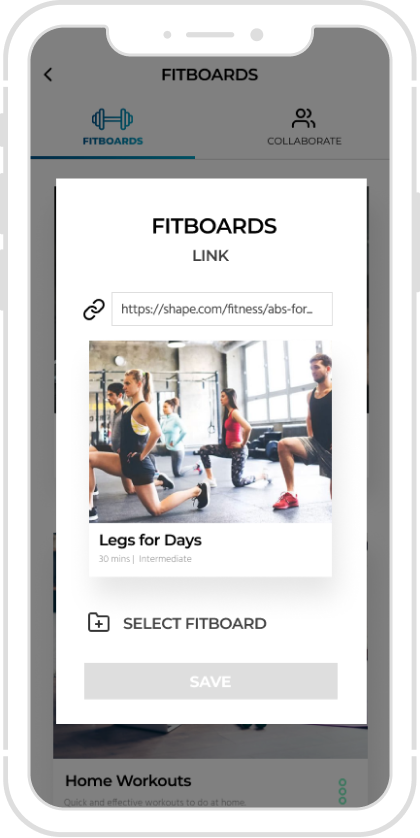 FITBOARDS
FITBOARDS
COLLABORATE
FITBOARDS
LINK
https://shape.com/fitness/abs-for...
Legs for Days
30 mins | Intermediate
SELECT FITBOARD
SAVE
Home Workouts
Quick and effective workouts to do at home.